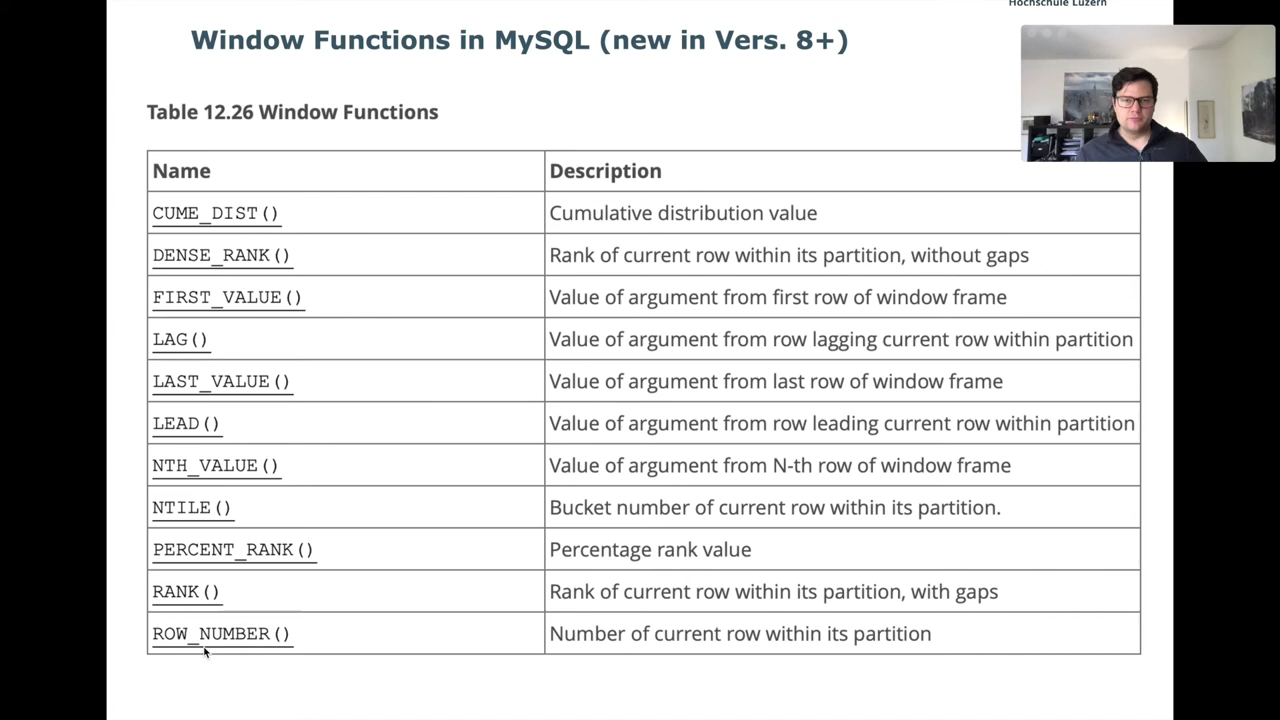 Hochschule Luzern
Window Functions in MySQL (new in Vers. 8+)
Table 12.26 Window Functions
Name Description
CUME_DIST() Cumulative distribution value
DENSE_RANK() Rank of current row within its partition, without gaps
FIRST_VALUE() Value of argument from first row of window frame
LAG() Value of argument from row lagging current row within partition
LAST_VALUE() Value of argument from last row of window frame
LEAD() Value of argument from row leading current row within partition
NTH_VALUE() Value of argument from N-th row of window frame
NTILE() Bucket number of current row within its partition.
PERCENT_RANK() Percentage rank value
RANK() Rank of current row within its partition, with gaps
ROW_NUMBER() Number of current row within its partition